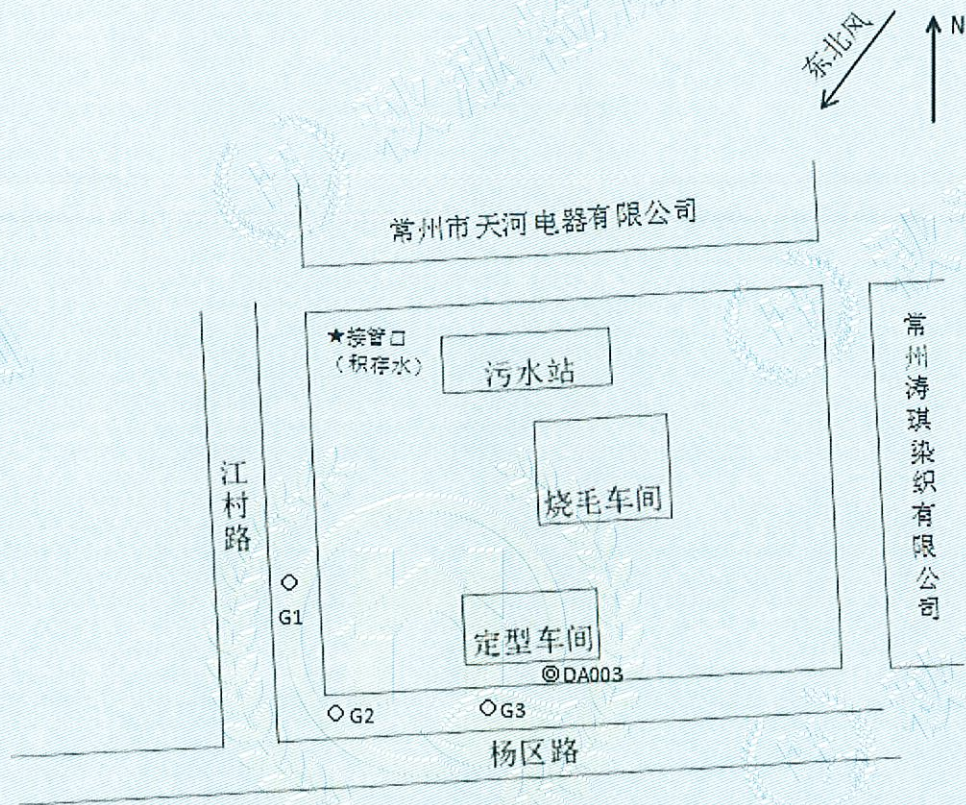 东北风
N
常州市天河电器有限公司
★接管口
（积存水）
污水站
常州涛琪染织有限公司
烧毛车间
江村路
G1
定型车间
◎DA003
G2
G3
杨区路